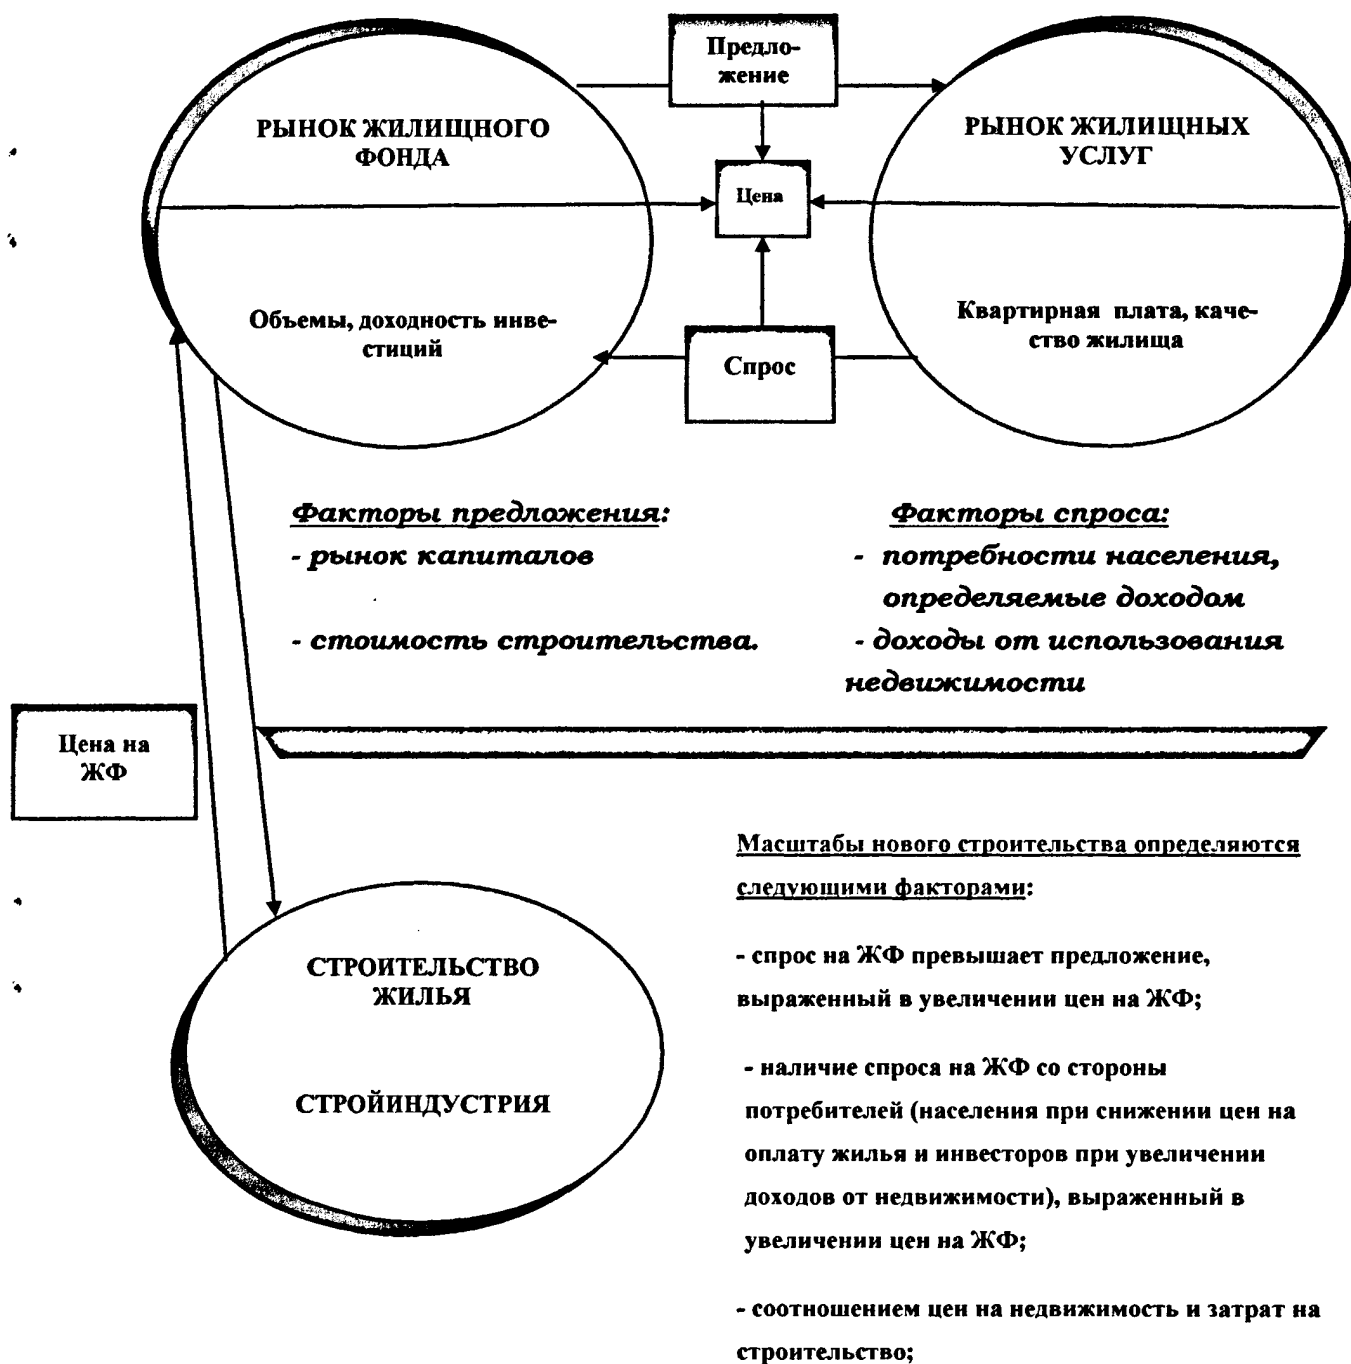 Предло-
жение
РЫНОК ЖИЛИЩНОГО
ФОНДА
РЫНОК ЖИЛИЩНЫХ
УСЛУГ
Цена
Объемы, доходность инве-
стиций
Квартирная плата, каче-
ство жилища
Спрос
Факторы предложения:
- рынок капиталов
- стоимость строительства.
Факторы спроса:
- потребности населения,
определяемые доходом
- доходы от использования
недвижимости
Цена на
ЖФ
СТРОИТЕЛЬСТВО
ЖИЛЬЯ
СТРОЙИНДУСТРИЯ
Масштабы нового строительства определяются
следующими факторами:
- спрос на ЖФ превышает предложение,
выраженный в увеличении цен на ЖФ;
- наличие спроса на ЖФ со стороны
потребителей (населения при снижении цен на
оплату жилья и инвесторов при увеличении
доходов от недвижимости), выраженный в
увеличении цен на ЖФ;
- соотношением цен на недвижимость и затрат на
строительство;